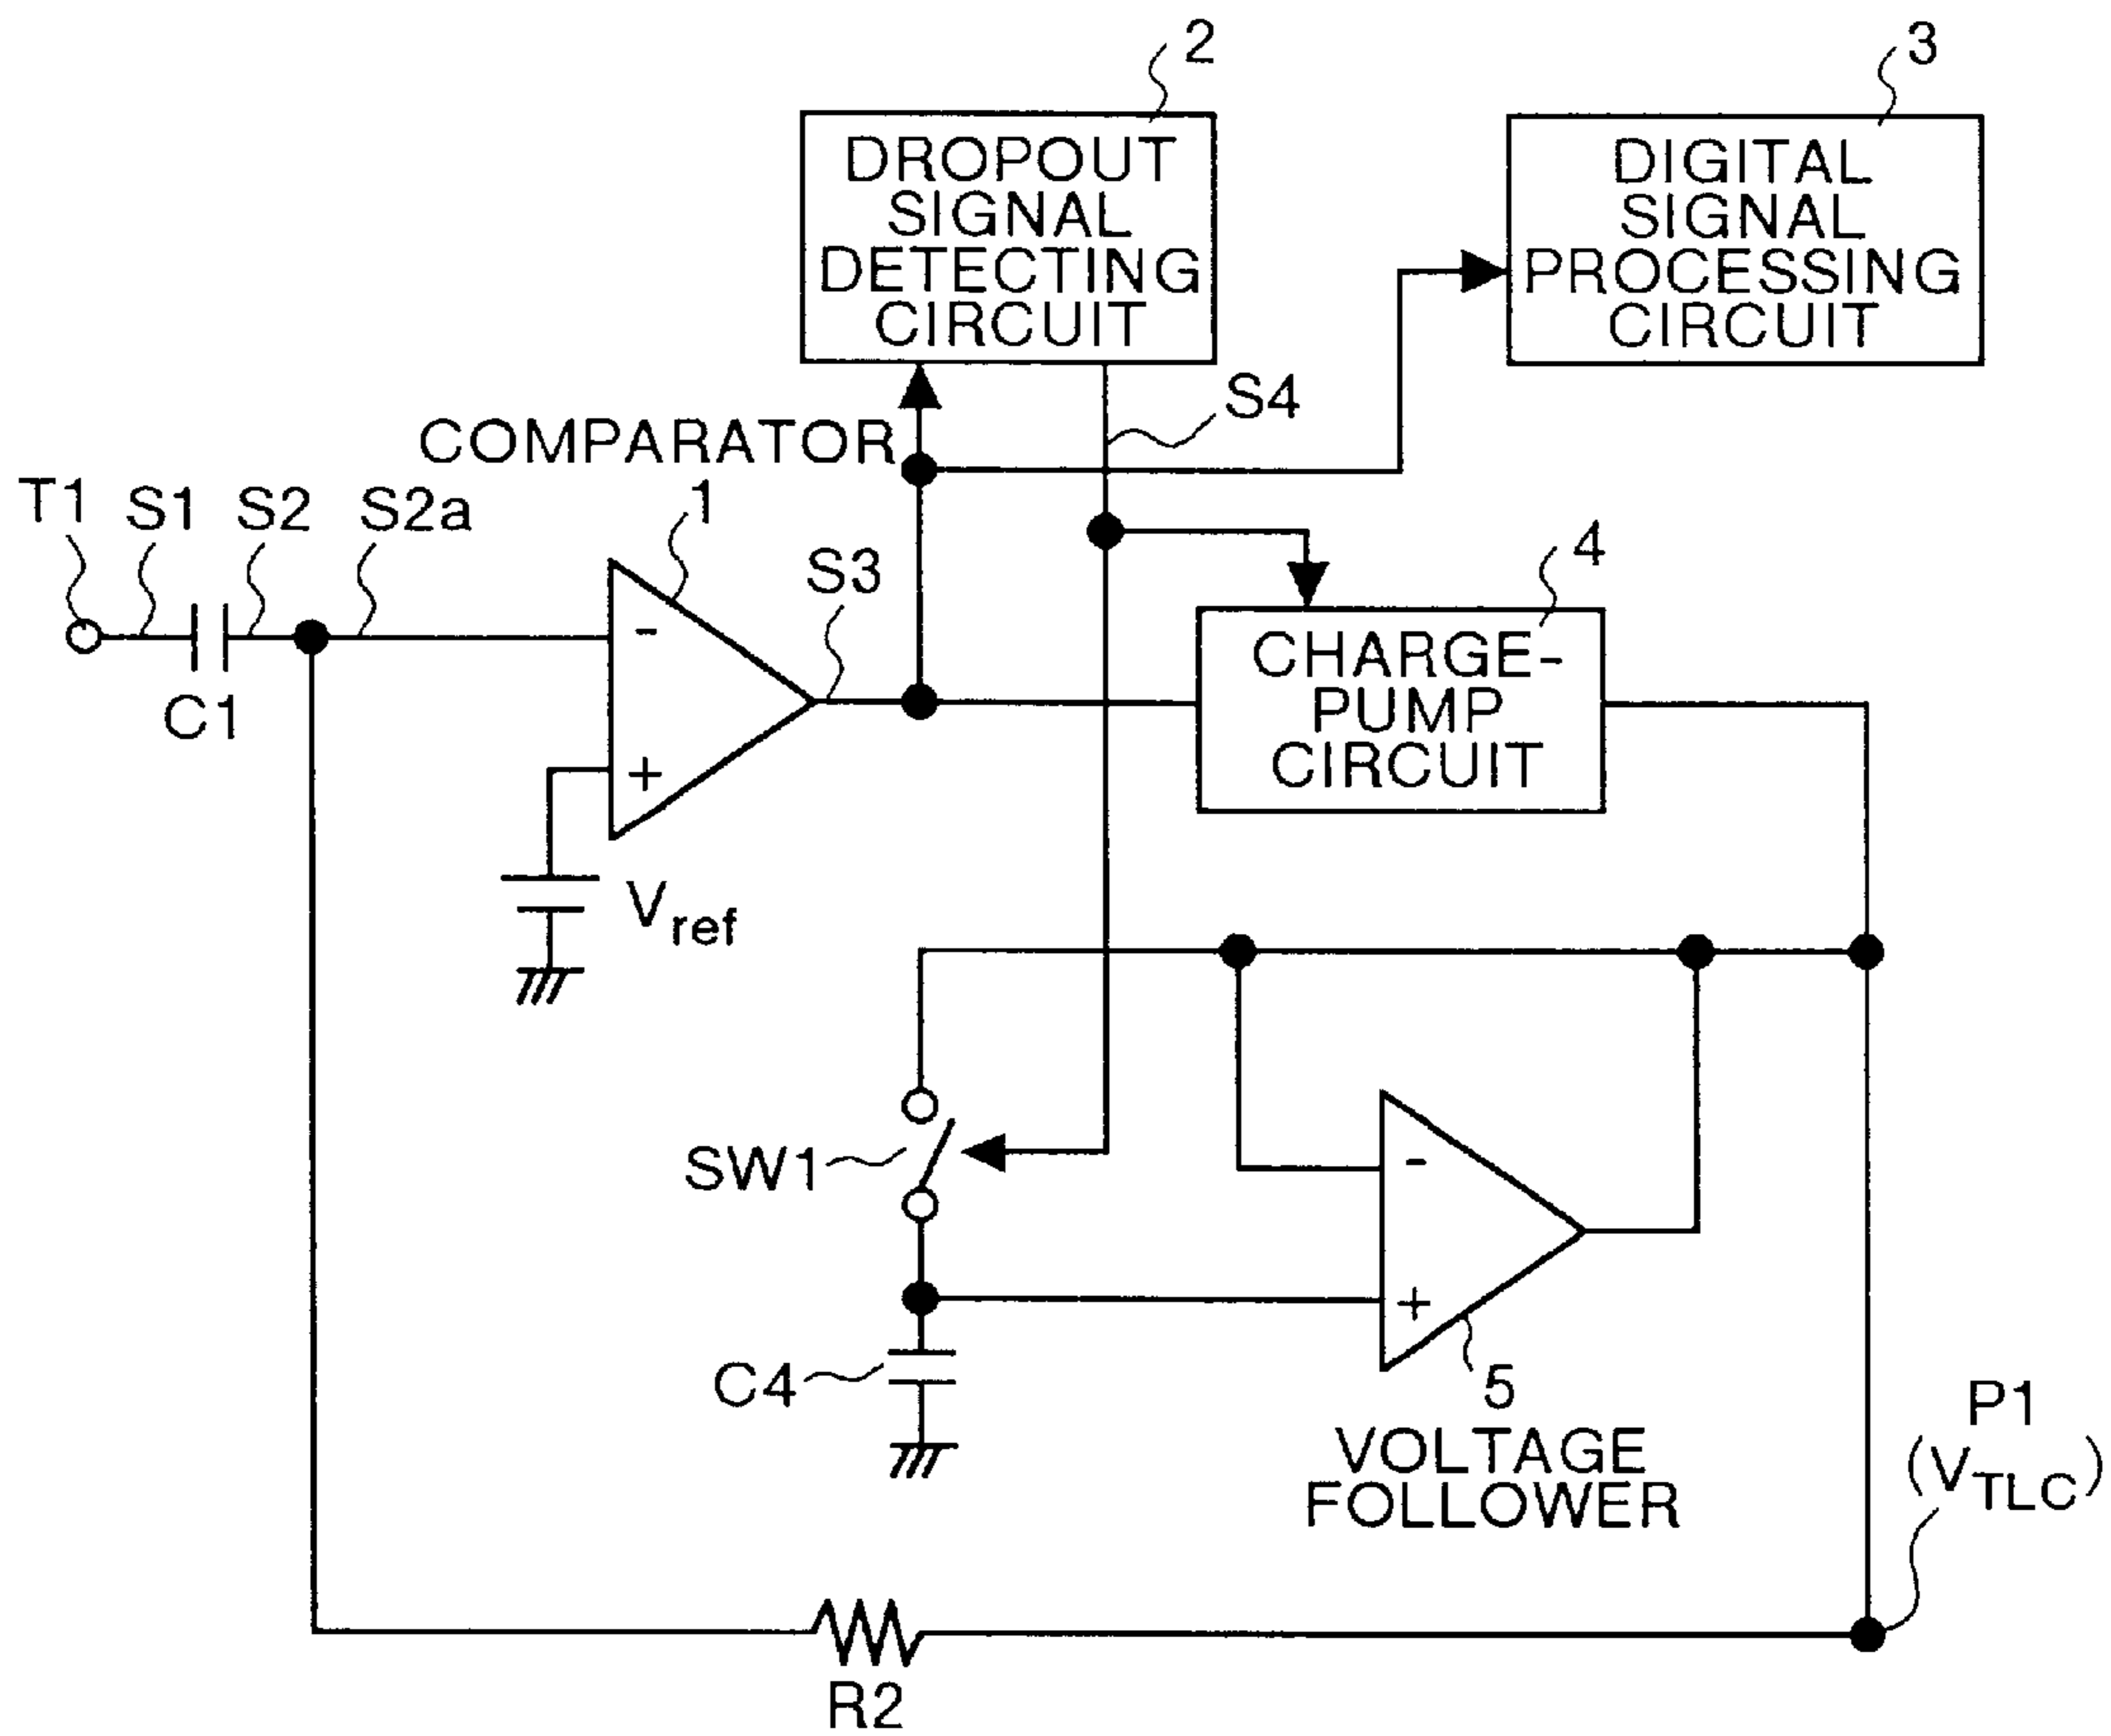 2
3
DROPOUT
SIGNAL
DETECTING
CIRCUIT
DIGITAL
SIGNAL
PROCESSING
CIRCUIT
S4
COMPARATOR
1
T1 S1 S2 S2a
S3
4
-
+
C1
CHARGE-
PUMP
CIRCUIT
Vref
SW1
-
+
C4
5
VOLTAGE
FOLLOWER
P1
(VTLC)
R2